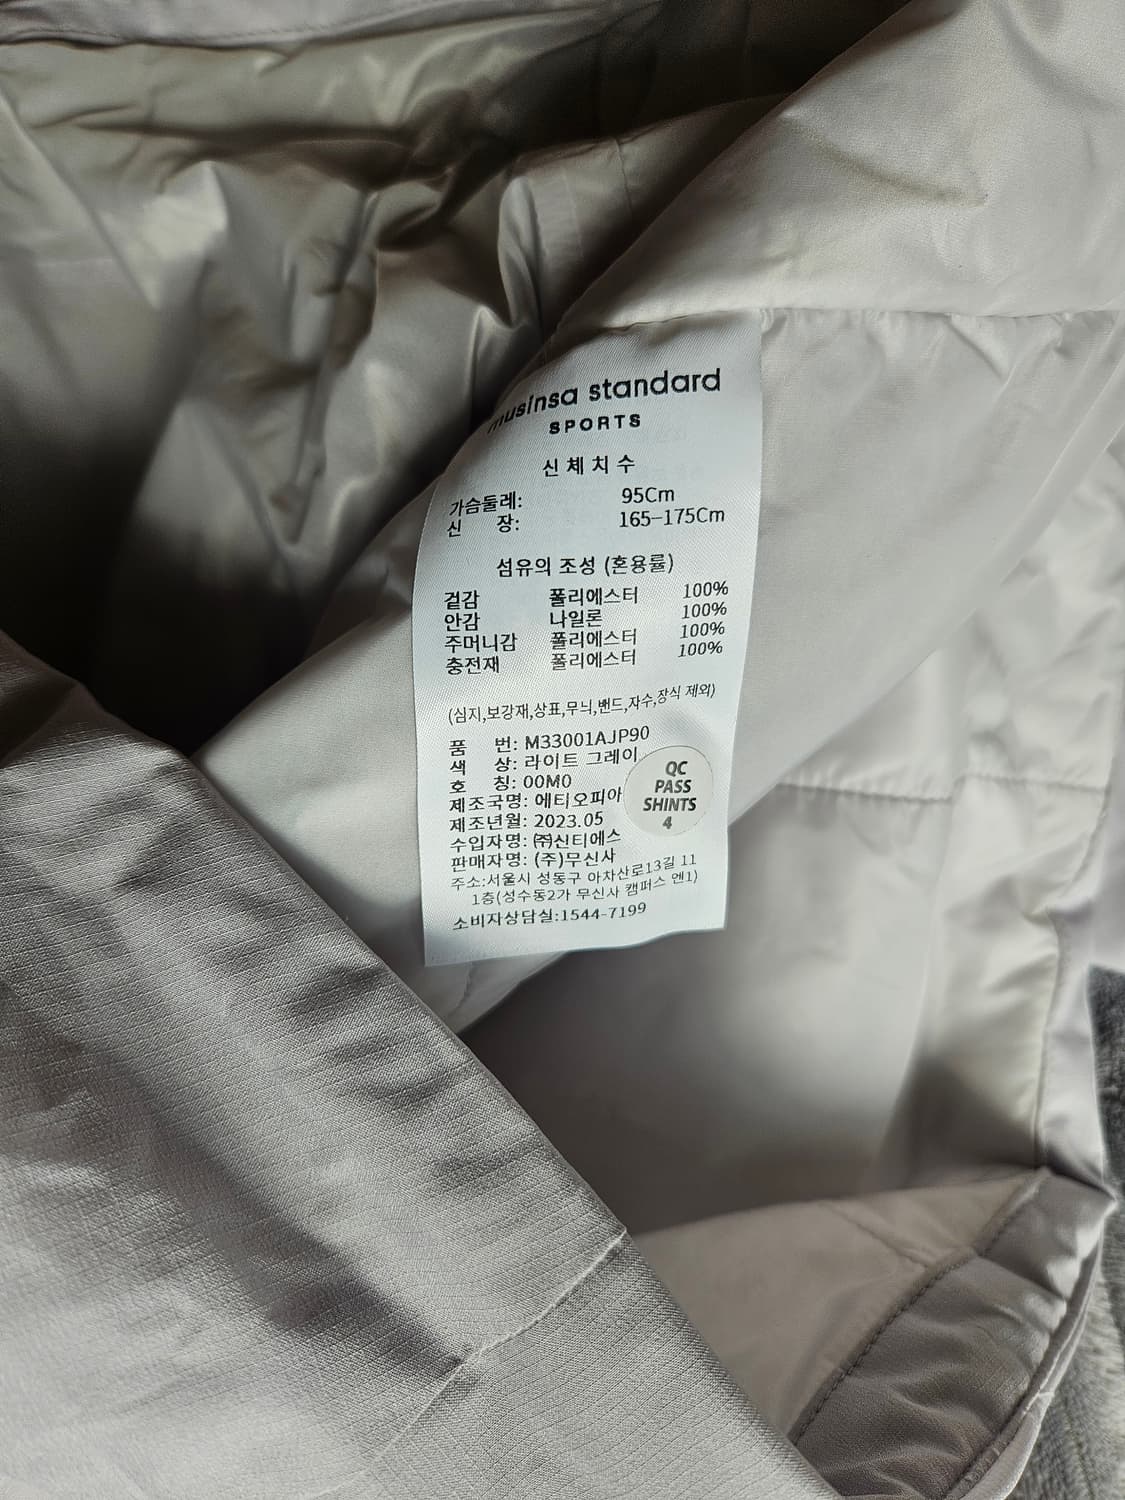 musinsa standard
SPORTS
신체치수
가슴둘레: 95Cm
신 장: 165-175Cm
섬유의 조성 (혼용률)
겉감 폴리에스터 100%
안감 나일론 100%
주머니감 폴리에스터 100%
충전재 폴리에스터 100%
(심지,보강재,상표,무늬,밴드,자수,장식 제외)
품 번: M33001AJP90
색 상: 라이트 그레이
호 칭: 00M0
제조국명: 에티오피아
제조년월: 2023.05
수입자명: ㈜신티에스
판매자명: (주)무신사
주소:서울시 성동구 아차산로13길 11
1층(성수동2가 무신사 캠퍼스 엔1)
소비자상담실:1544-7199
QC
PASS
SHINTS
4